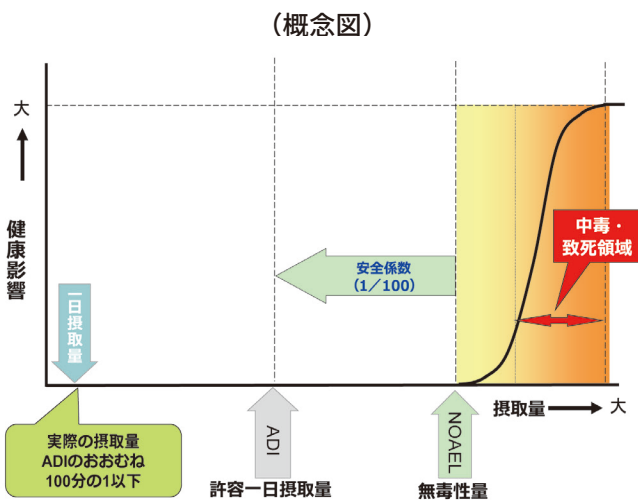 （概念図）
大
健康影響
一日摂取量
安全係数
（1／100）
中毒・
致死領域
摂取量
大
実際の摂取量
ADIのおおむね
100分の1以下
ADI
許容一日摂取量
NOAEL
無毒性量